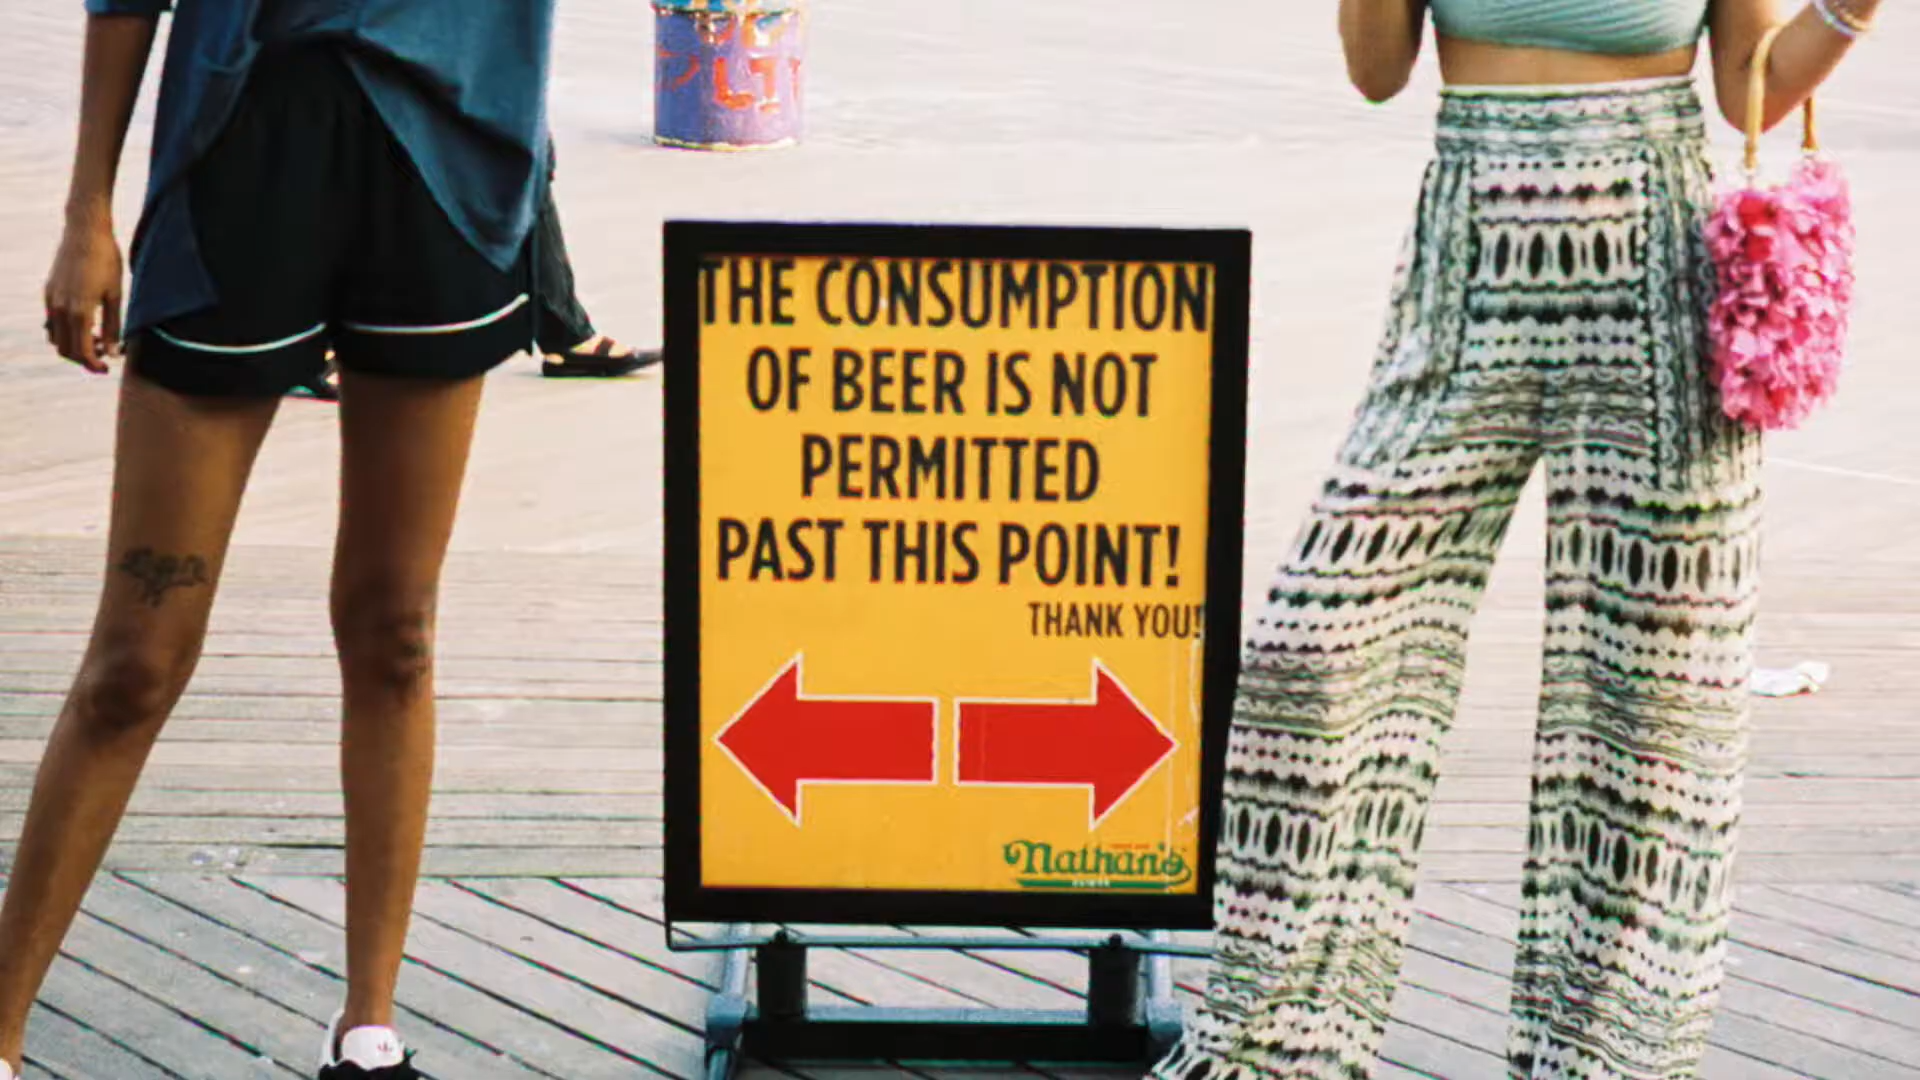 THE CONSUMPTION
OF BEER IS NOT
PERMITTED
PAST THIS POINT!
THANK YOU!
Nathan's